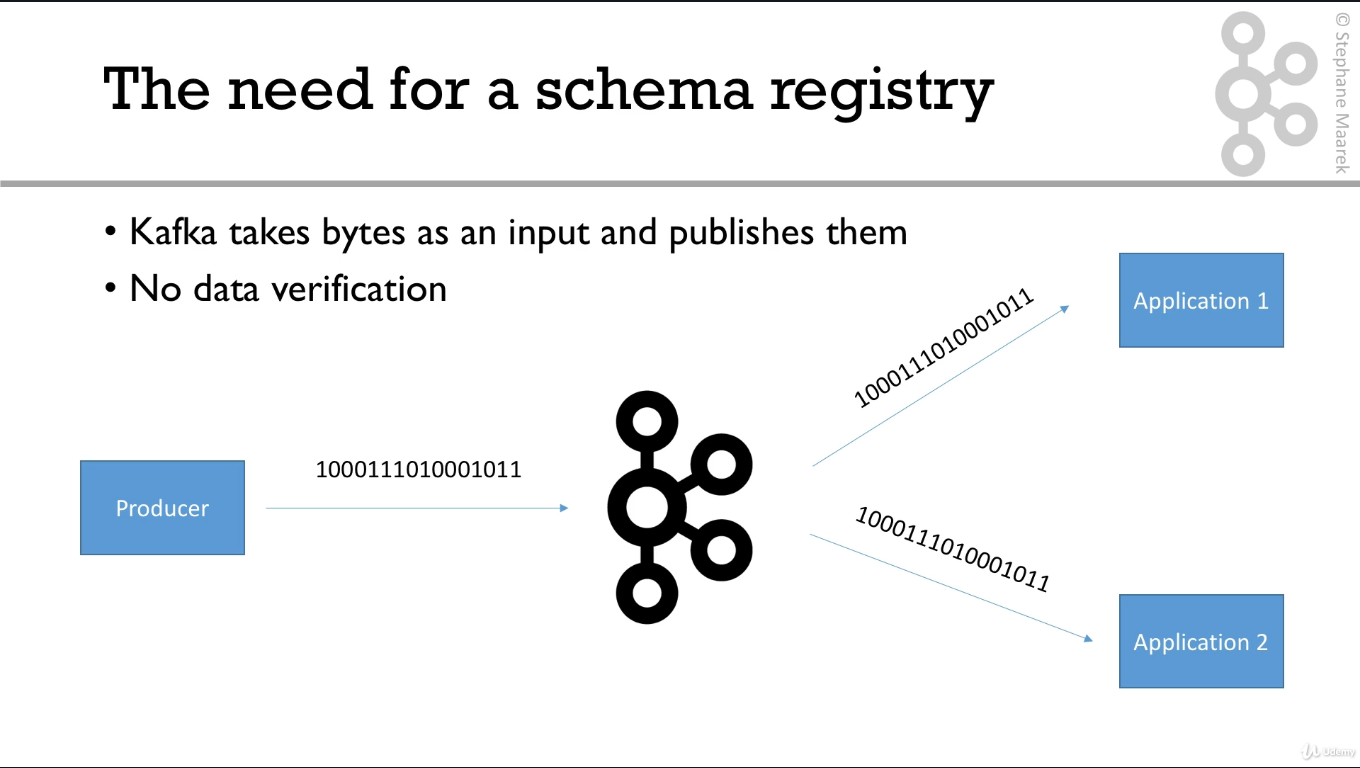 The need for a schema registry
© Stephane Maarek
• Kafka takes bytes as an input and publishes them
• No data verification
Application 1
1000111010001011
1000111010001011
Producer
1000111010001011
Application 2
Udemy